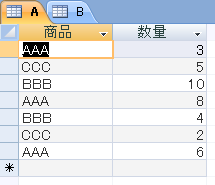 A B
商品 数量
AAA 3
CCC 5
BBB 10
AAA 8
BBB 4
CCC 2
AAA 6
*